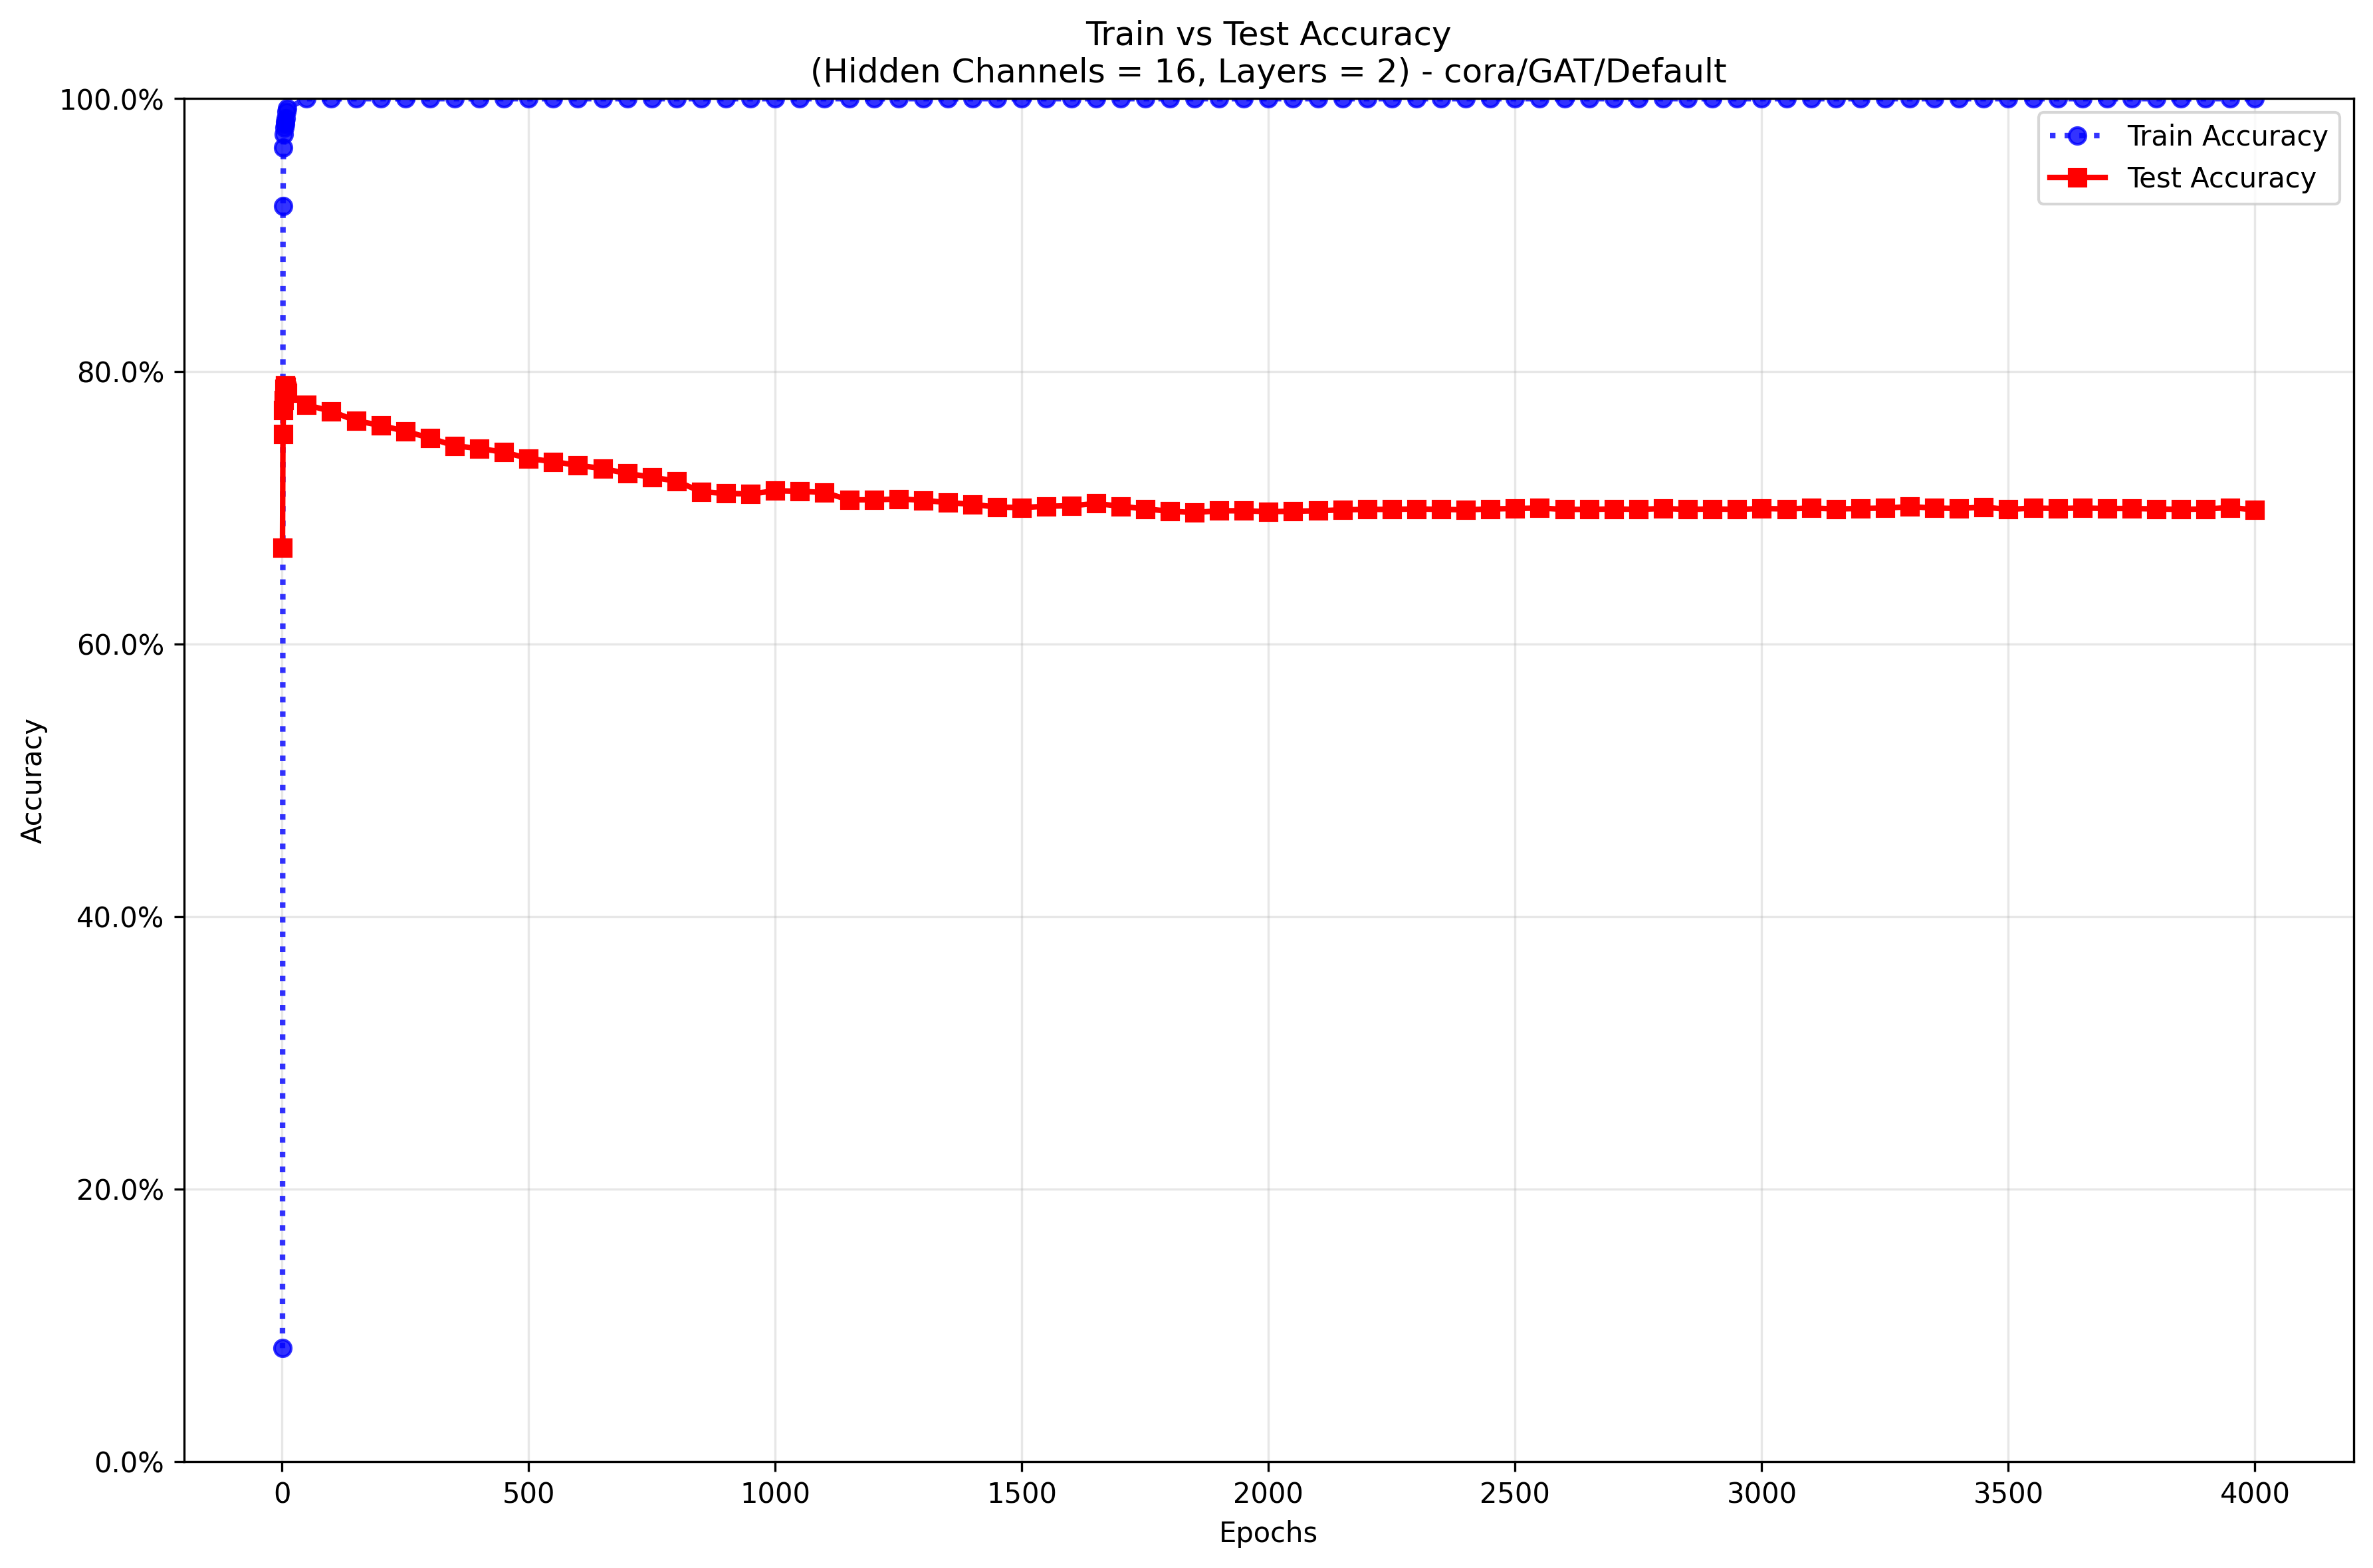 Train vs Test Accuracy
(Hidden Channels = 16, Layers = 2) - cora/GAT/Default
100.0%
80.0%
60.0%
40.0%
20.0%
0.0%
Accuracy
Train Accuracy
Test Accuracy
0 500 1000 1500 2000 2500 3000 3500 4000
Epochs